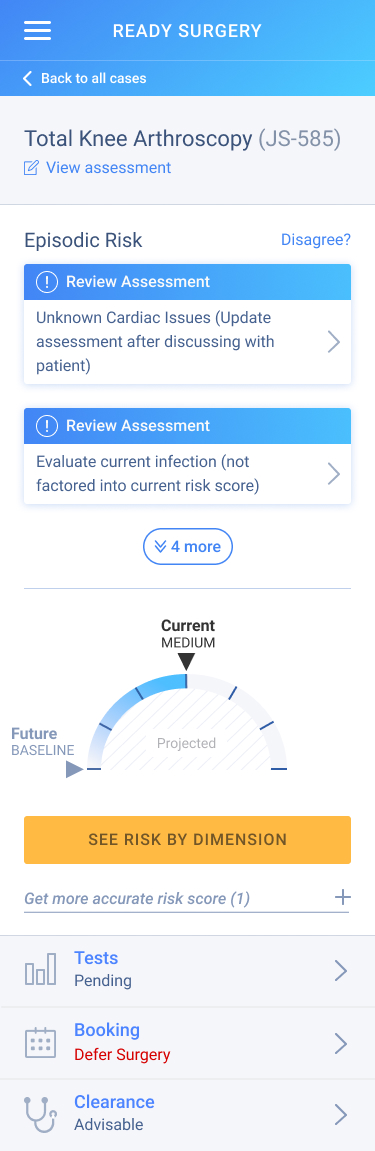 READY SURGERY
Back to all cases
Total Knee Arthroscopy (JS-585)
View assessment
Episodic Risk
Disagree?
Review Assessment
Unknown Cardiac Issues (Update
assessment after discussing with
patient)
Review Assessment
Evaluate current infection (not
factored into current risk score)
4 more
Current
MEDIUM
Future
BASELINE
Projected
SEE RISK BY DIMENSION
Get more accurate risk score (1)
Tests
Pending
Booking
Defer Surgery
Clearance
Advisable